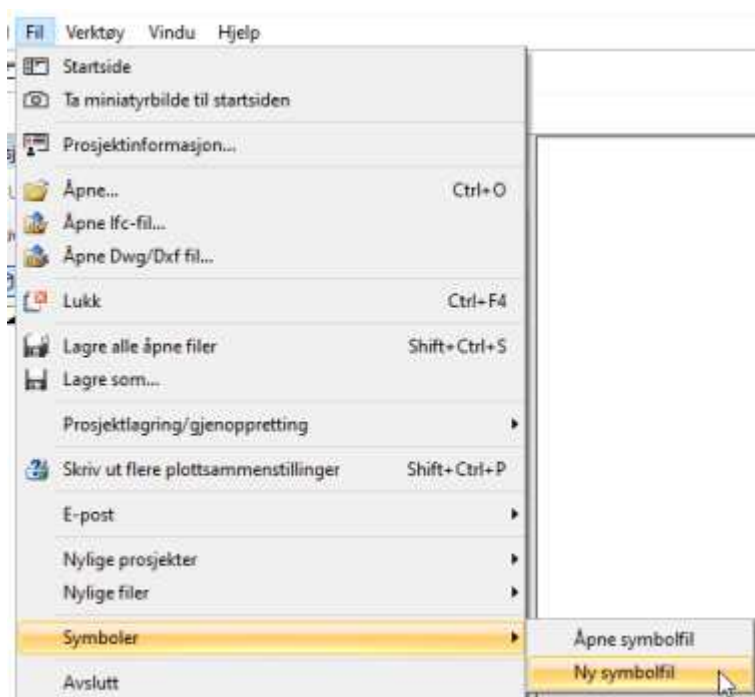 Fil Verktøy Vindu Hjelp
Startside
Ta miniatyrbilde til startsiden
Prosjektinformasjon...
Åpne... Ctrl+O
Åpne Ifc-fil...
Åpne Dwg/Dxf fil...
Lukk Ctrl+F4
Lagre alle åpne filer Shift+Ctrl+S
Lagre som...
Prosjektlagring/gjenoppretting
Skriv ut flere plottsammenstillinger Shift+Ctrl+P
E-post
Nylige prosjekter
Nylige filer
Symboler Åpne symbolfil
Ny symbolfil
Avslutt